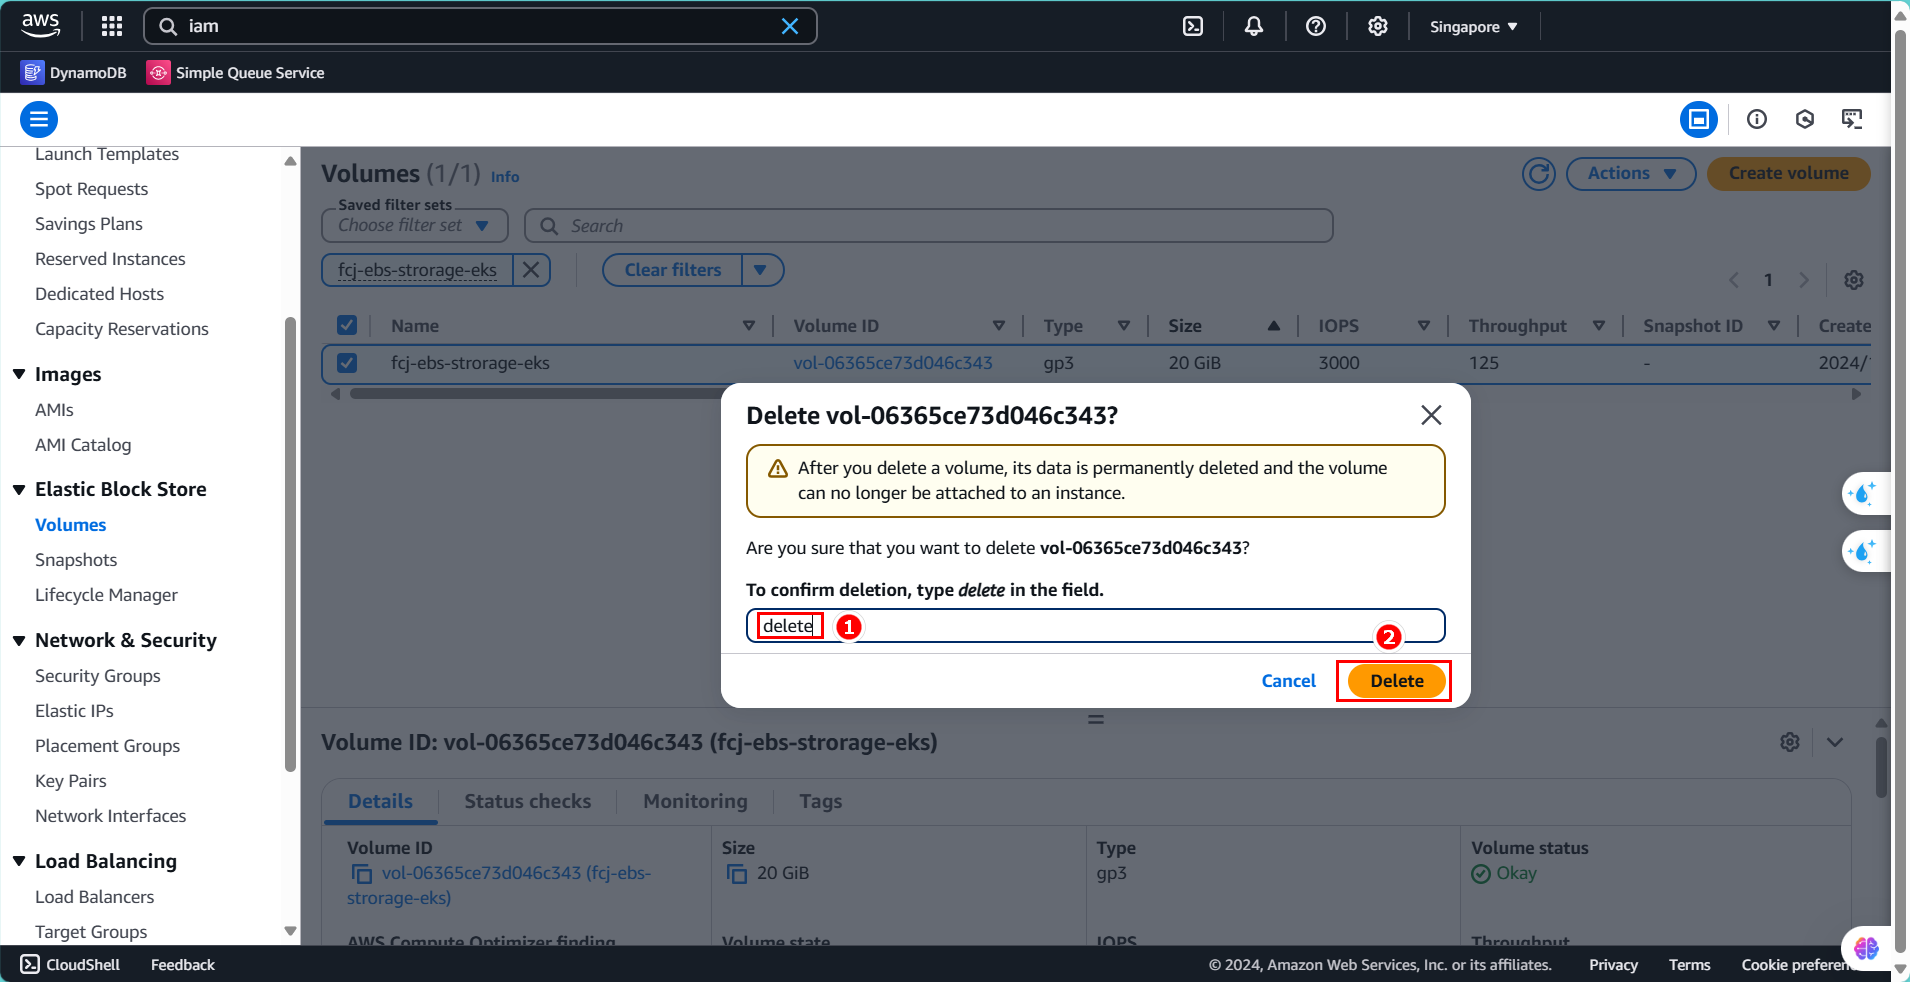 aws
iam
Singapore
DynamoDB
Simple Queue Service
Launch Templates
Spot Requests
Savings Plans
Reserved Instances
Dedicated Hosts
Capacity Reservations
Images
AMIs
AMI Catalog
Elastic Block Store
Volumes
Snapshots
Lifecycle Manager
Network & Security
Security Groups
Elastic IPs
Placement Groups
Key Pairs
Network Interfaces
Load Balancing
Load Balancers
Target Groups
Volumes (1/1) Info
Actions
Create volume
Saved filter sets
Choose filter set
Search
fcj-ebs-strorage-eks
Clear filters
1
Name Volume ID Type Size IOPS Throughput Snapshot ID Create
fcj-ebs-strorage-eks vol-06365ce73d046c343 gp3 20 GiB 3000 125 - 2024/
Delete vol-06365ce73d046c343?
After you delete a volume, its data is permanently deleted and the volume
can no longer be attached to an instance.
Are you sure that you want to delete vol-06365ce73d046c343?
To confirm deletion, type delete in the field.
delete
1
2
Cancel
Delete
Volume ID: vol-06365ce73d046c343 (fcj-ebs-strorage-eks)
Details Status checks Monitoring Tags
Volume ID Size Type Volume status
vol-06365ce73d046c343 (fcj-ebs- 20 GiB gp3 Okay
strorage-eks)
AWS Compute Optimizer finding Volume state IOPS Throughput
CloudShell Feedback © 2024, Amazon Web Services, Inc. or its affiliates. Privacy Terms Cookie preferen